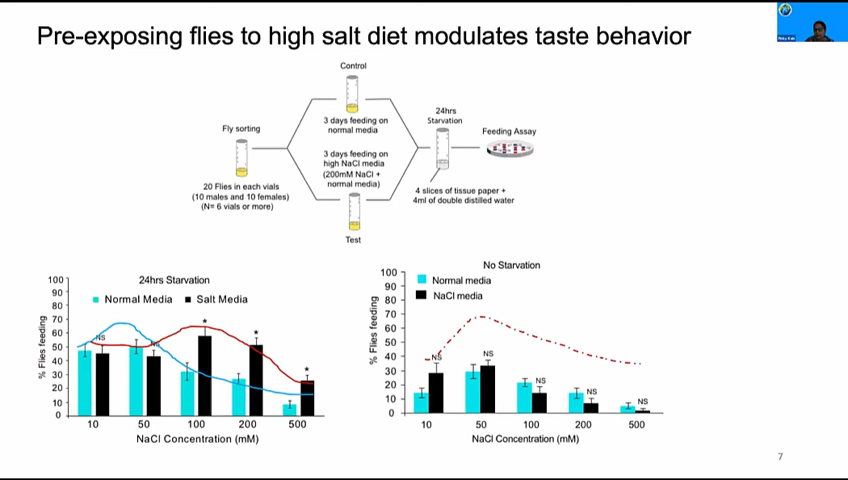 Pre-exposing flies to high salt diet modulates taste behavior
Control
3 days feeding on
normal media
Fly sorting
20 Flies in each vials
(10 males and 10 females)
(N= 6 vials or more)
3 days feeding on
high NaCl media
(200mM NaCl +
normal media)
Test
24hrs
Starvation
Feeding Assay
4 slices of tissue paper +
4ml of double distilled water
24hrs Starvation
Normal Media
Salt Media
% Flies feeding
100
90
80
70
60
50
40
30
20
10
0
NS
NS
*
*
*
10 50 100 200 500
NaCl Concentration (mM)
No Starvation
Normal media
NaCl media
% Flies feeding
100
90
80
70
60
50
40
30
20
10
0
NS
NS
NS
NS
NS
10 50 100 200 500
NaCl Concentration (mM)
7